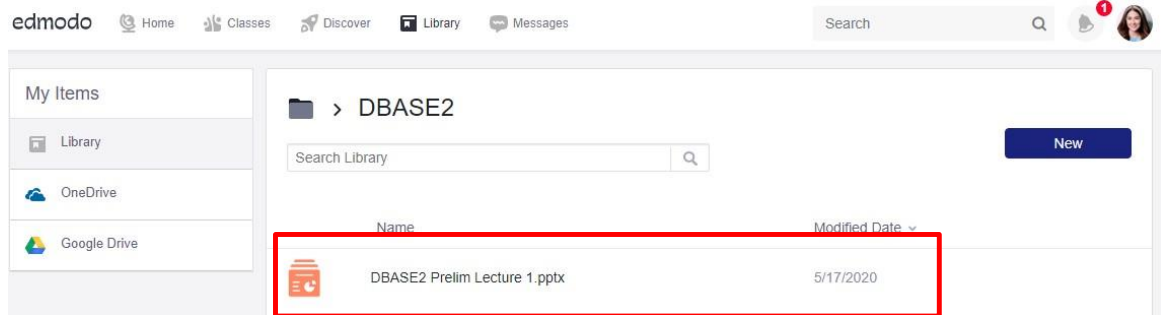 edmodo Home Classes Discover Library Messages Search 1
My Items
Library
OneDrive
Google Drive
> DBASE2
Search Library
New
Name Modified Date
DBASE2 Prelim Lecture 1.pptx 5/17/2020